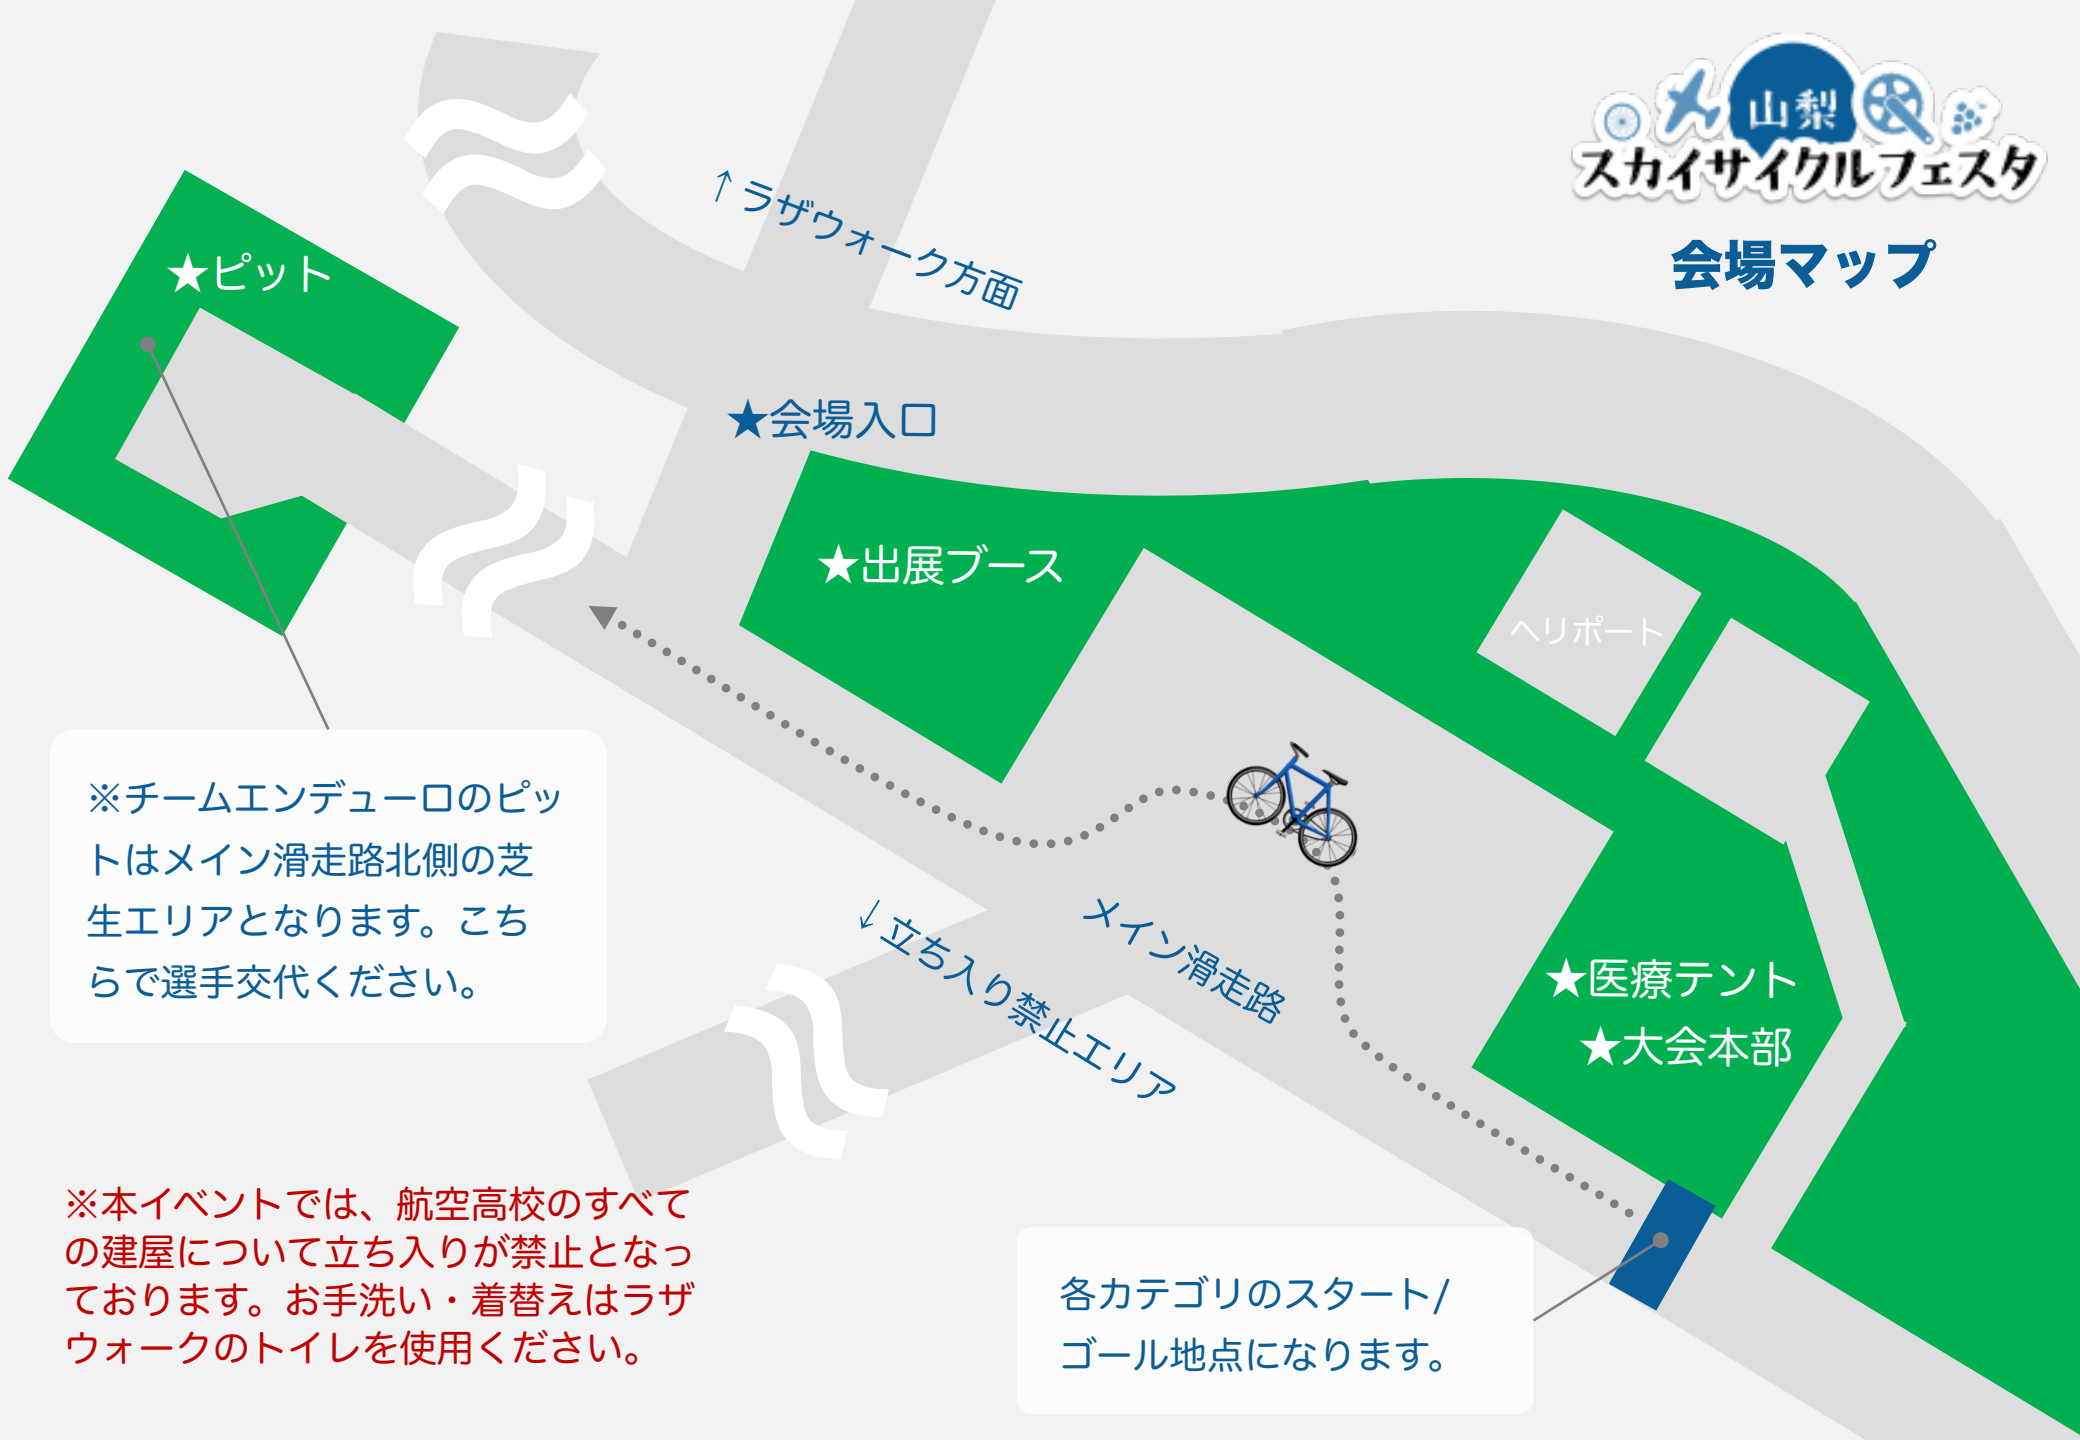 山梨
スカイサイクルフェスタ
会場マップ
↑ラザウォーク方面
★ピット
★会場入口
★出展ブース
ヘリポート
※チームエンデューロのピッ
トはメイン滑走路北側の芝
生エリアとなります。こち
らで選手交代ください。
↓立ち入り禁止エリア
メイン滑走路
★医療テント
★大会本部
※本イベントでは、航空高校のすべて
の建屋について立ち入りが禁止となっ
ております。お手洗い・着替えはラザ
ウォークのトイレを使用ください。
各カテゴリのスタート/
ゴール地点になります。